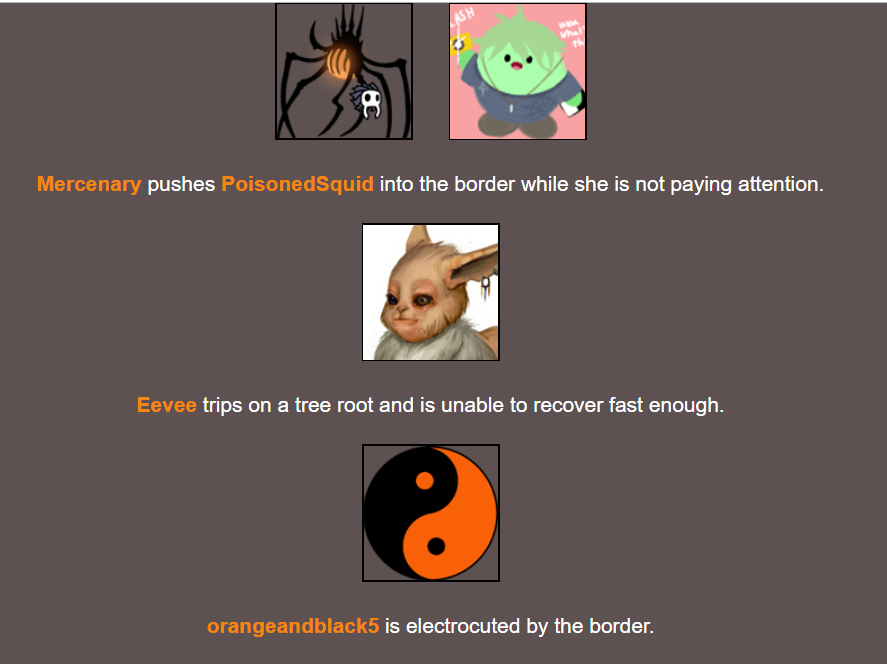 LASH
Mercenary pushes PoisonedSquid into the border while she is not paying attention.
Eevee trips on a tree root and is unable to recover fast enough.
orangeandblack5 is electrocuted by the border.